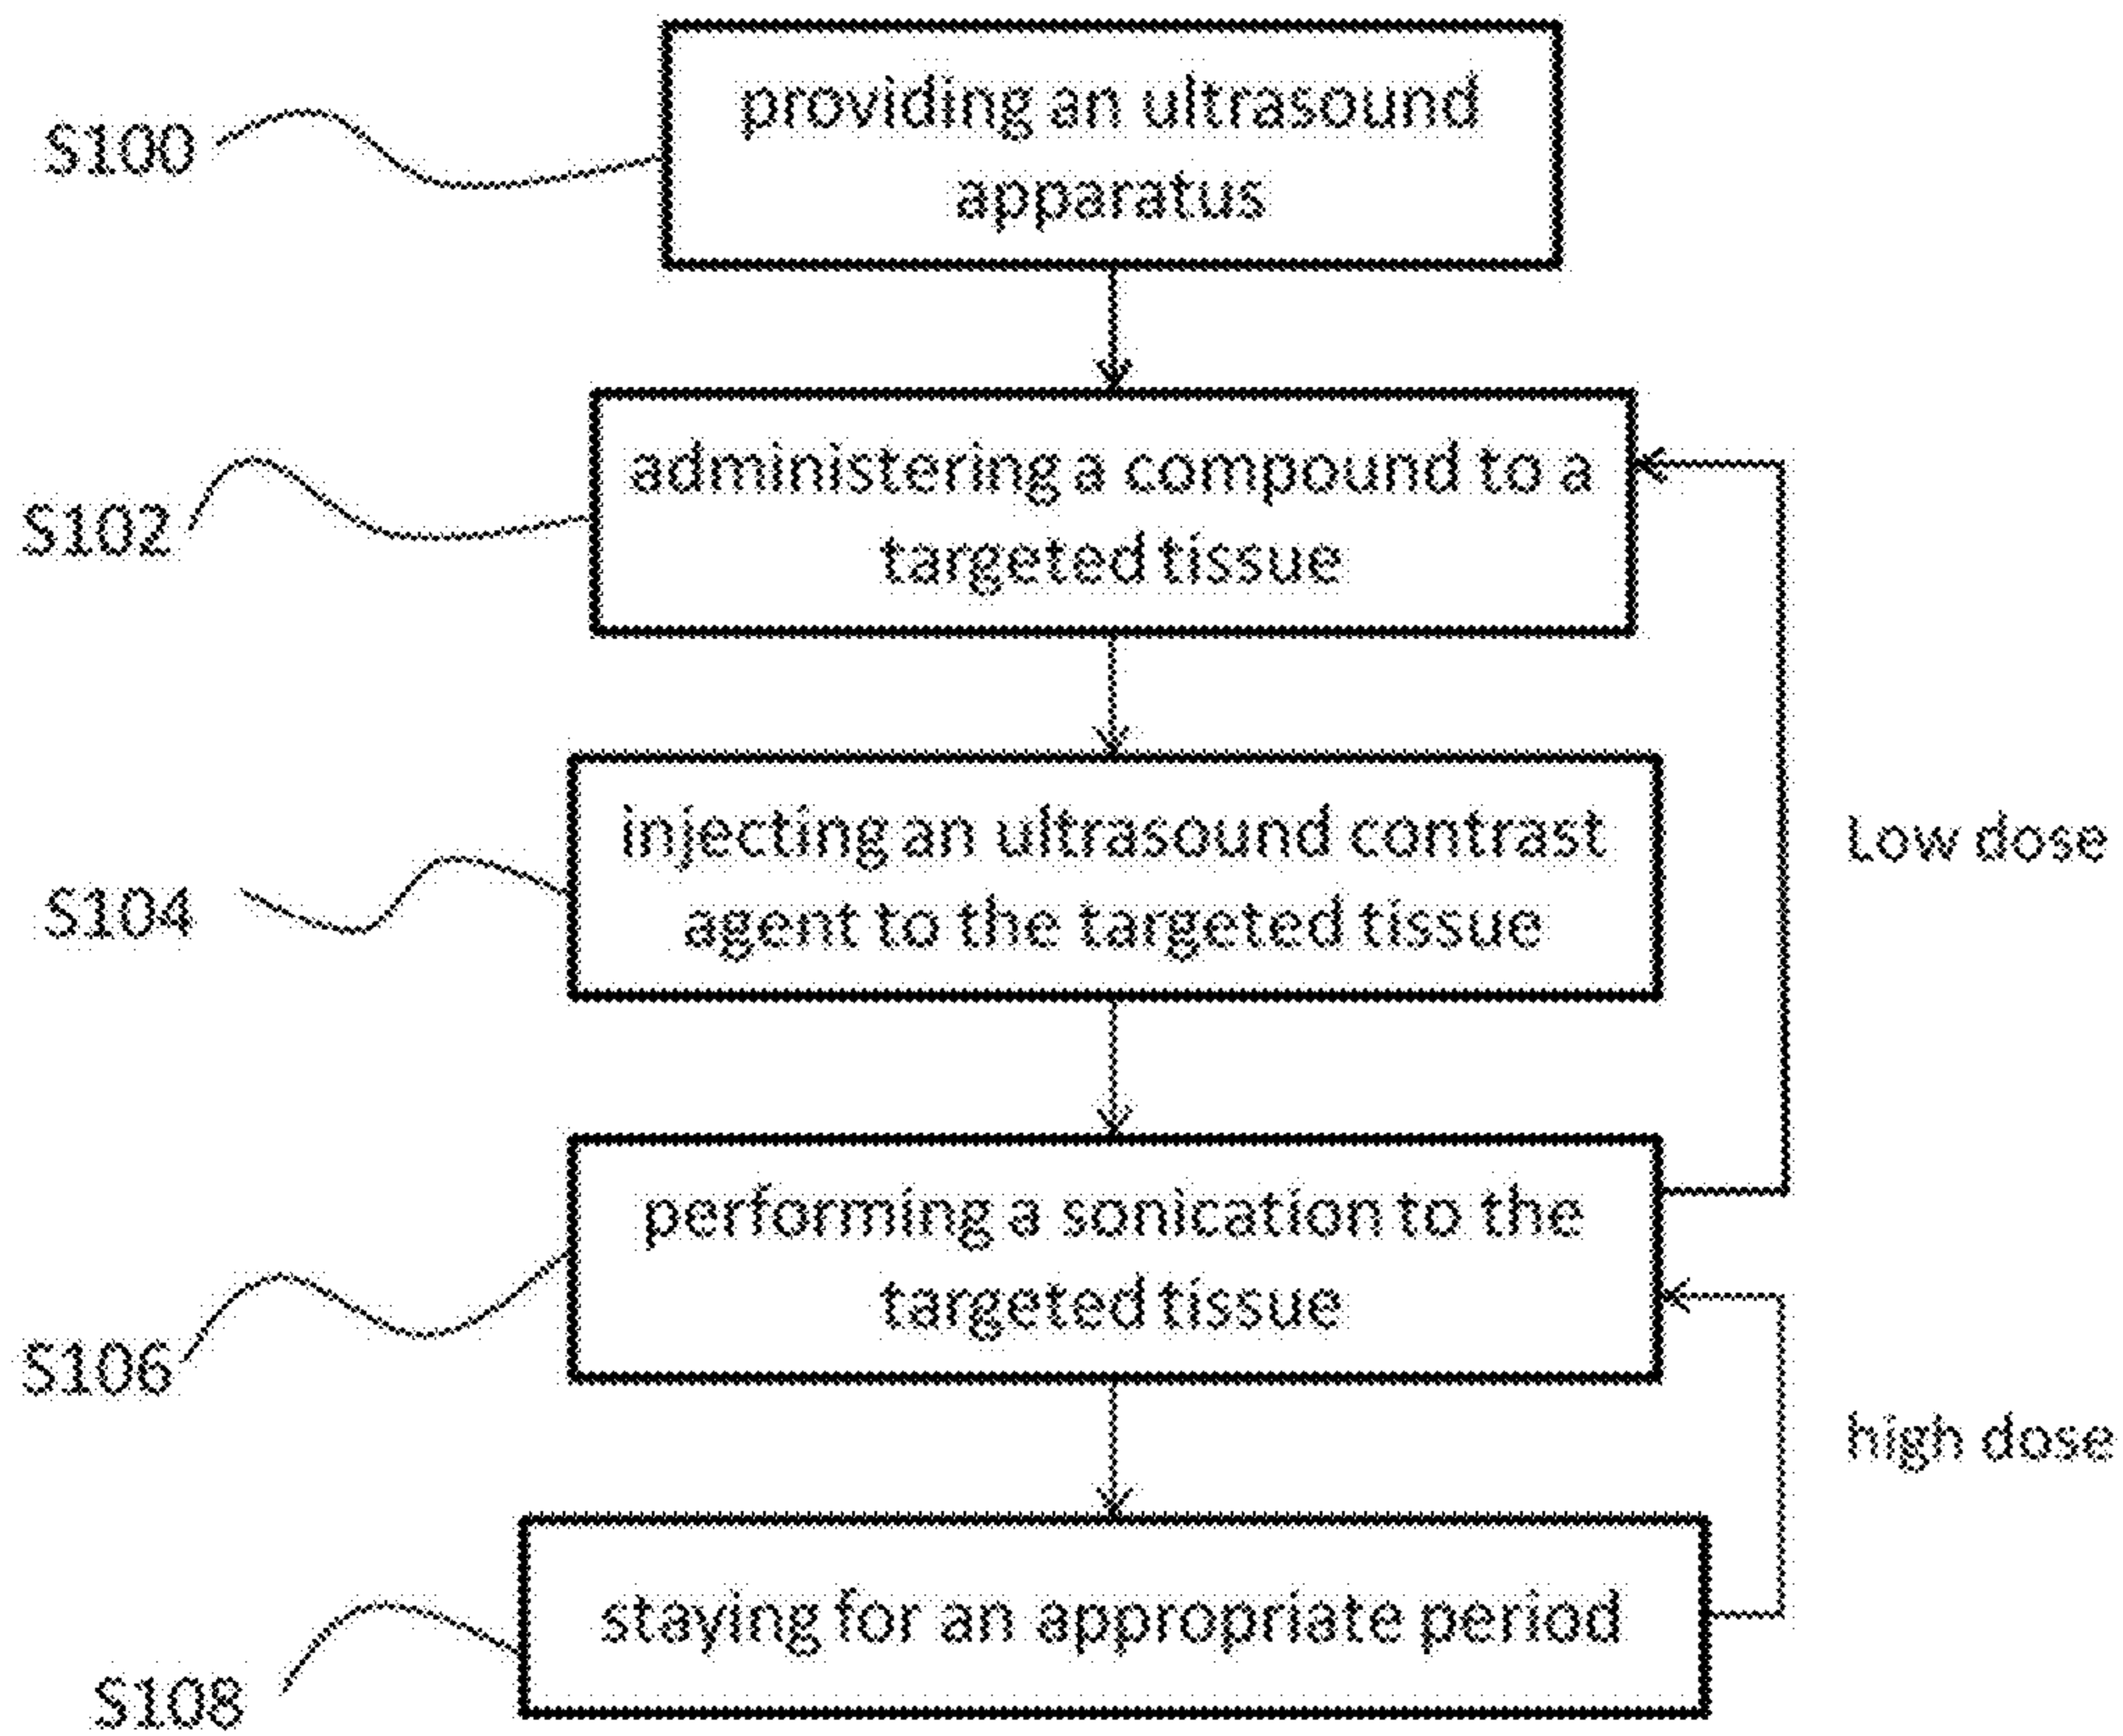 S100
providing an ultrasound
apparatus
S102
administering a compound to a
targeted tissue
S104
injecting an ultrasound contrast
agent to the targeted tissue
Low dose
S106
performing a sonication to the
targeted tissue
high dose
S108
staying for an appropriate period